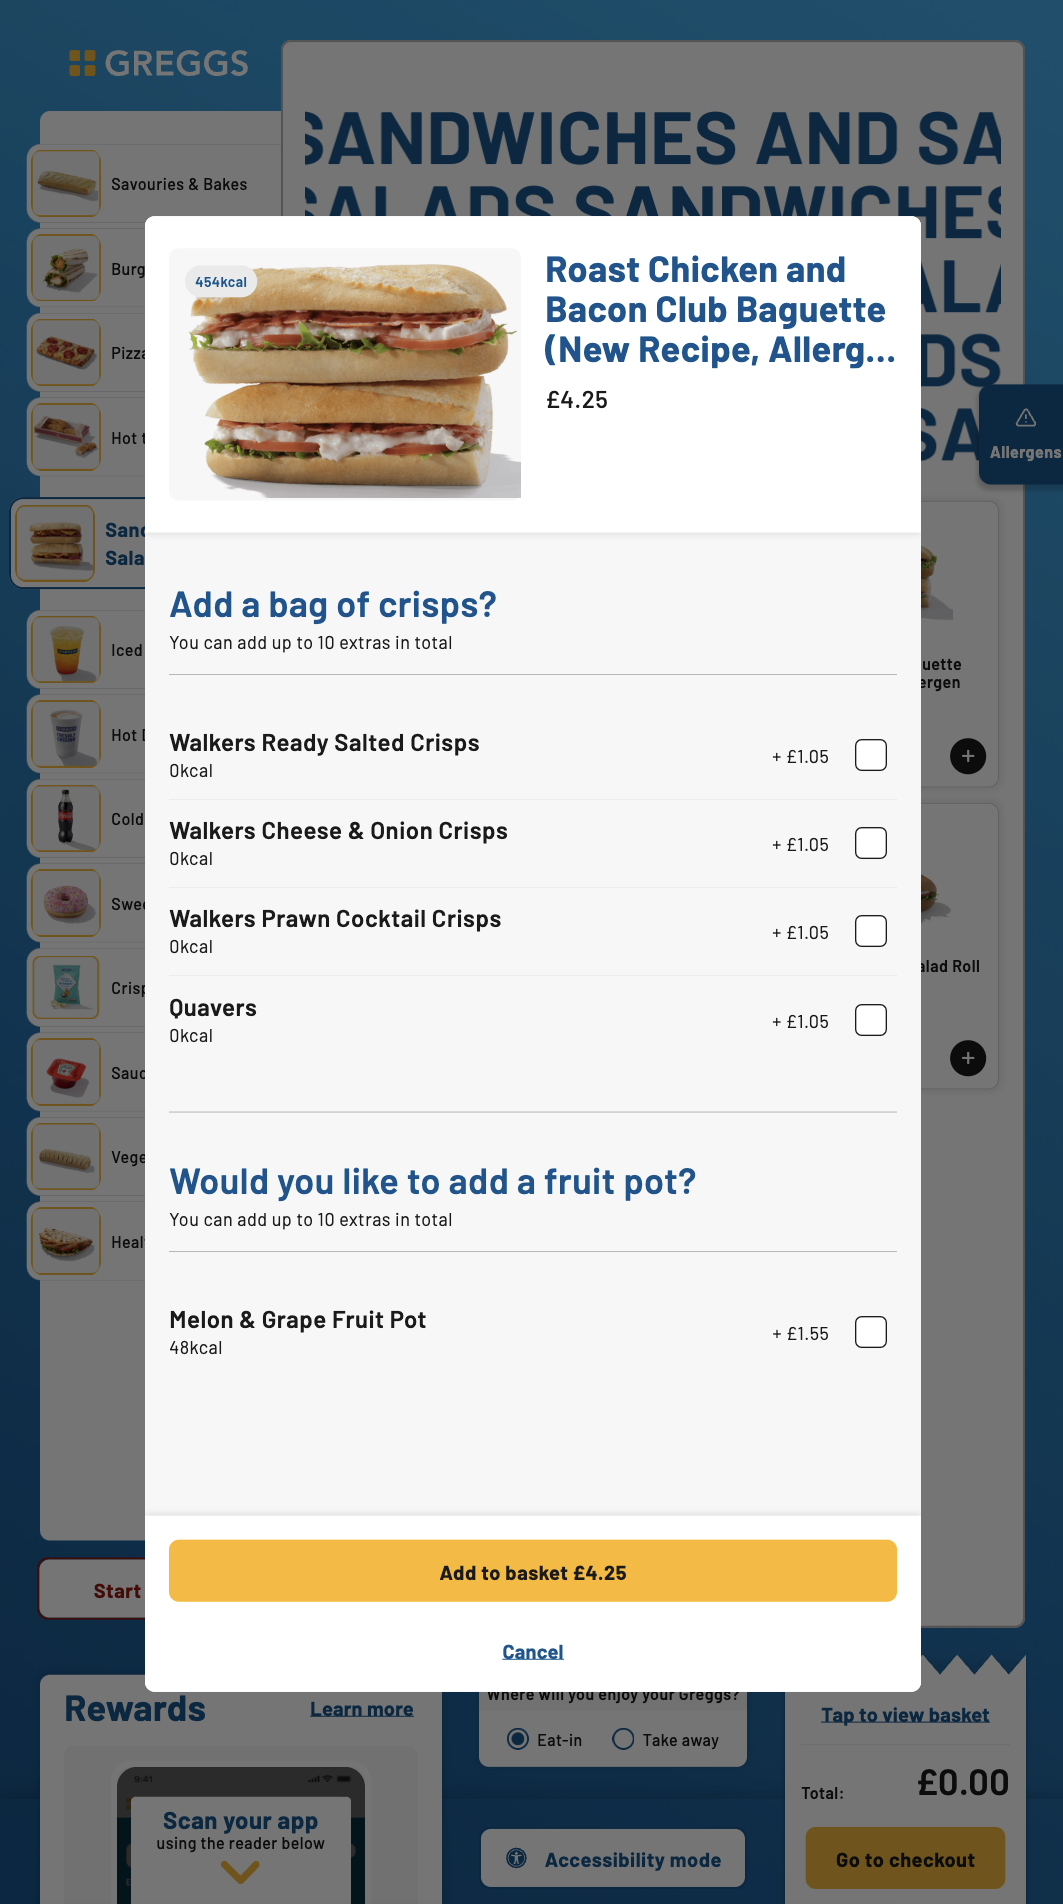 GREGGS
SANDWICHES AND SA
SALADS SANDWICHES
ALA
DS
SA
Savouries & Bakes
Burg
Pizza
Hot t
Sand
Sala
Iced
Hot D
Cold
Swee
Crisp
Sauc
Vege
Heal
Start
454kcal
Roast Chicken and
Bacon Club Baguette
(New Recipe, Allerg...
£4.25
Allergens
uette
ergen
alad Roll
Add a bag of crisps?
You can add up to 10 extras in total
Walkers Ready Salted Crisps
0kcal
+ £1.05
Walkers Cheese & Onion Crisps
0kcal
+ £1.05
Walkers Prawn Cocktail Crisps
0kcal
+ £1.05
Quavers
0kcal
+ £1.05
Would you like to add a fruit pot?
You can add up to 10 extras in total
Melon & Grape Fruit Pot
48kcal
+ £1.55
Add to basket £4.25
Cancel
Rewards
Learn more
9:41
Scan your app
using the reader below
Where will you enjoy your Greggs?
Eat-in
Take away
Accessibility mode
Tap to view basket
Total:
£0.00
Go to checkout